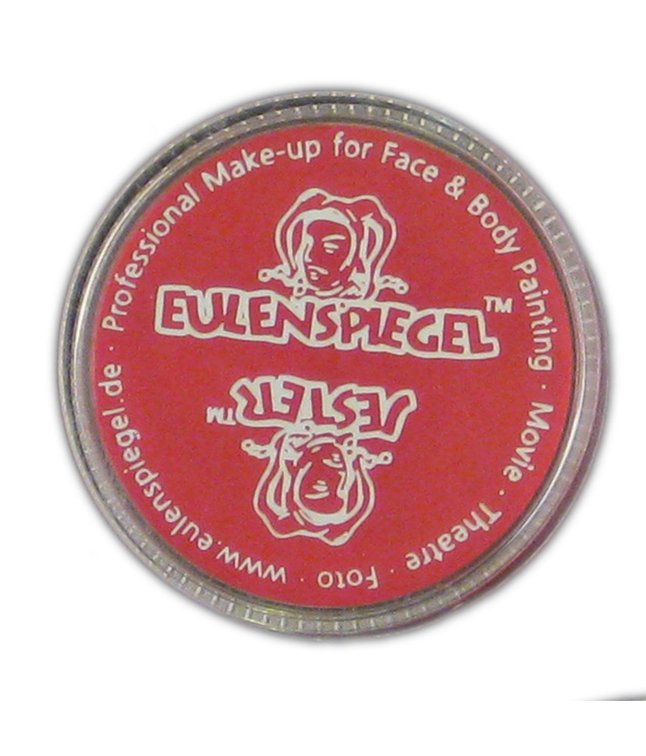 Professional Make-up for Face & Body Painting · Movie · Theatre · Foto · www.eulenspiegel.de ·
EULENSPIEGEL™
JESTER™